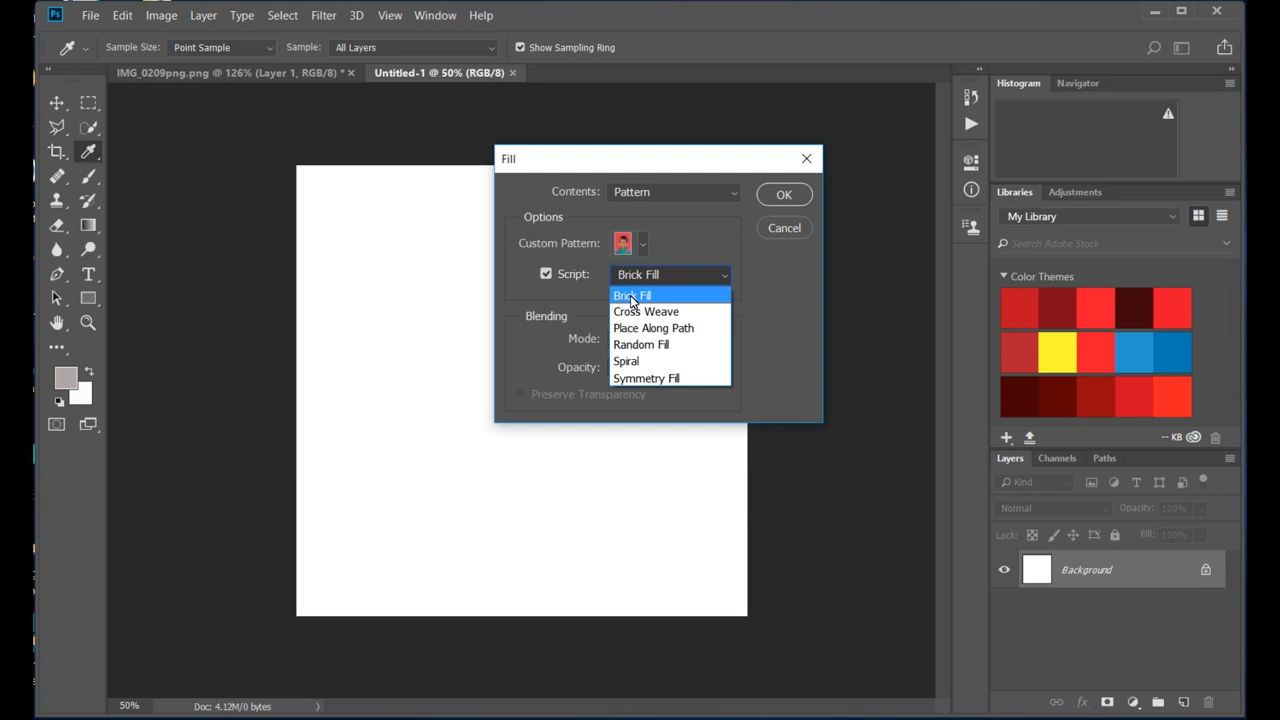 Ps File Edit Image Layer Type Select Filter 3D View Window Help
Sample Size: Point Sample Sample: All Layers Show Sampling Ring
IMG_0209png.png @ 126% (Layer 1, RGB/8) * × Untitled-1 @ 50% (RGB/8) ×
Histogram Navigator
Fill
Contents: Pattern OK
Options
Cancel
Custom Pattern:
Script: Brick Fill
Brick Fill
Cross Weave
Place Along Path
Random Fill
Spiral
Symmetry Fill
Blending
Mode:
Opacity:
Preserve Transparency
Libraries Adjustments
My Library
Search Adobe Stock
Color Themes
-- KB
Layers Channels Paths
Kind
Normal Opacity: 100%
Lock: Fill: 100%
Background
50% Doc: 4.12M/0 bytes